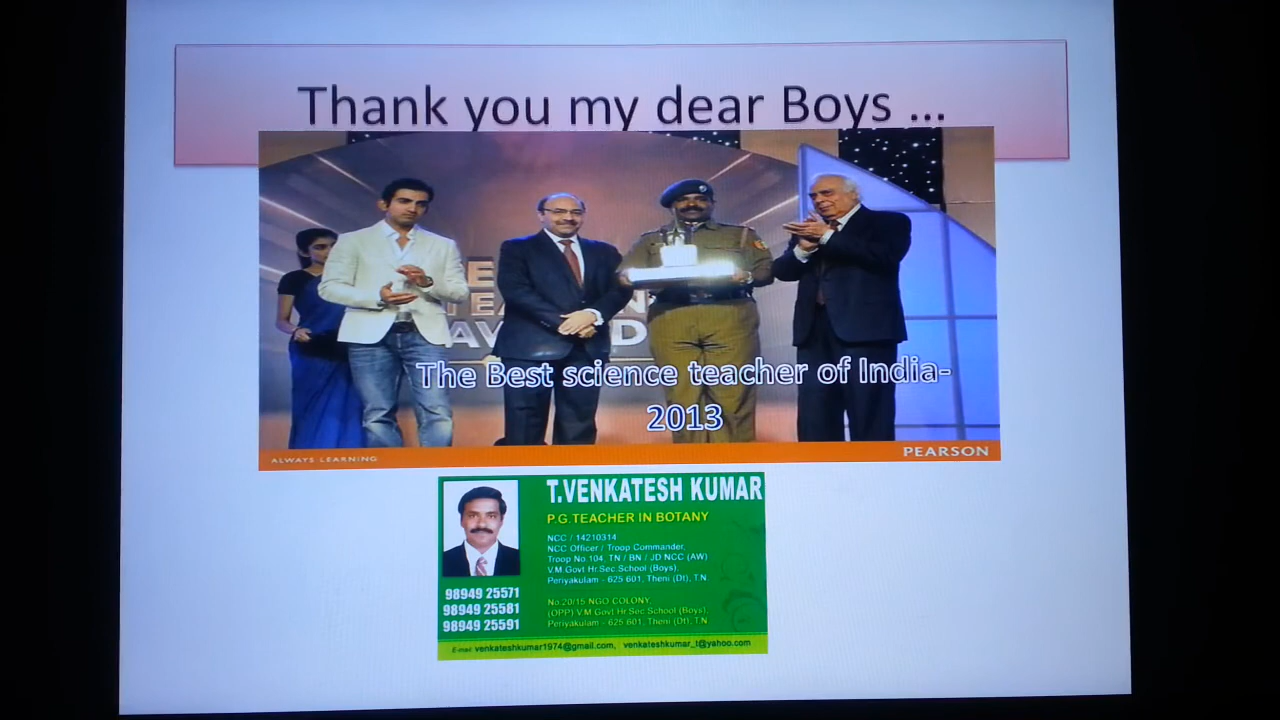 Thank you my dear Boys ...
The Best science teacher of India-
2013
ALWAYS LEARNING
PEARSON
T.VENKATESH KUMAR
P.G.TEACHER IN BOTANY
NCC / 14210314
NCC Officer / Troop Commander,
Troop No.104, TN / BN / JD NCC (AW)
V.M.Govt Hr.Sec.School (Boys),
Periyakulam - 625 601, Theni (Dt), T.N.
98949 25571
98949 25581
98949 25591
No.20/15 NGO COLONY,
(OPP) V.M Govt Hr Sec School (Boys),
Periyakulam - 625 601, Theni (Dt), T.N
E-mail: venkateshkumar1974@gmail.com, venkateshkumar_t@yahoo.com